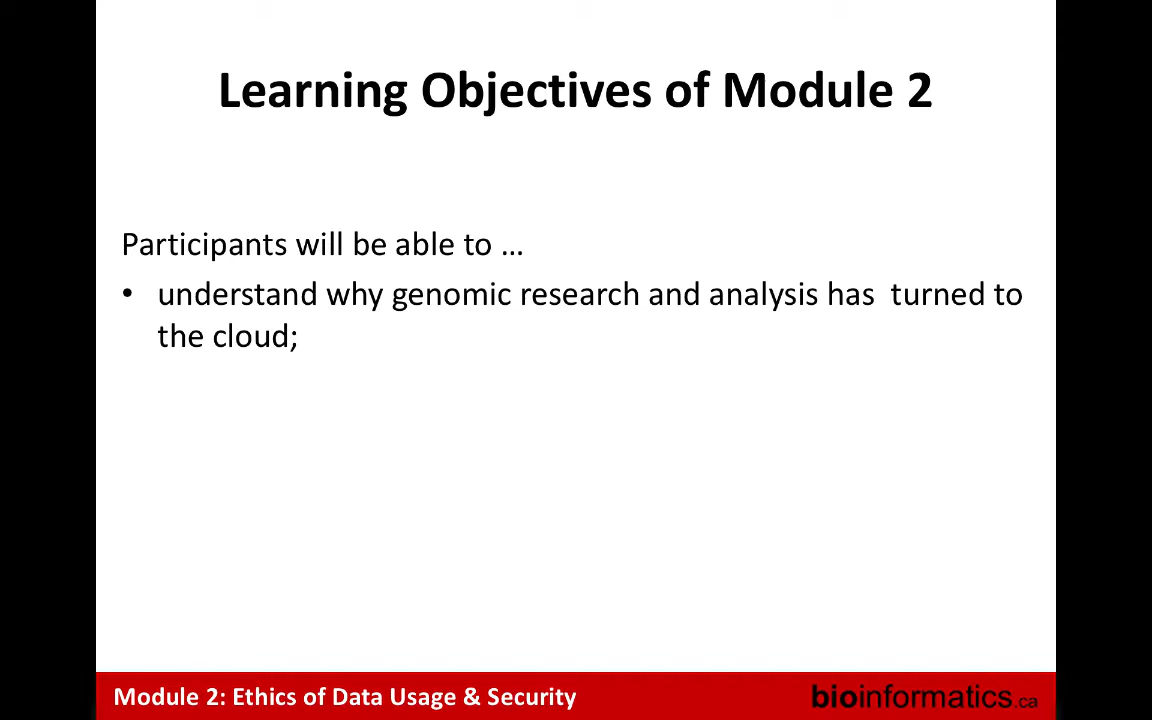 Learning Objectives of Module 2
Participants will be able to …
• understand why genomic research and analysis has  turned to
the cloud;
Module 2: Ethics of Data Usage & Security
bioinformatics.ca